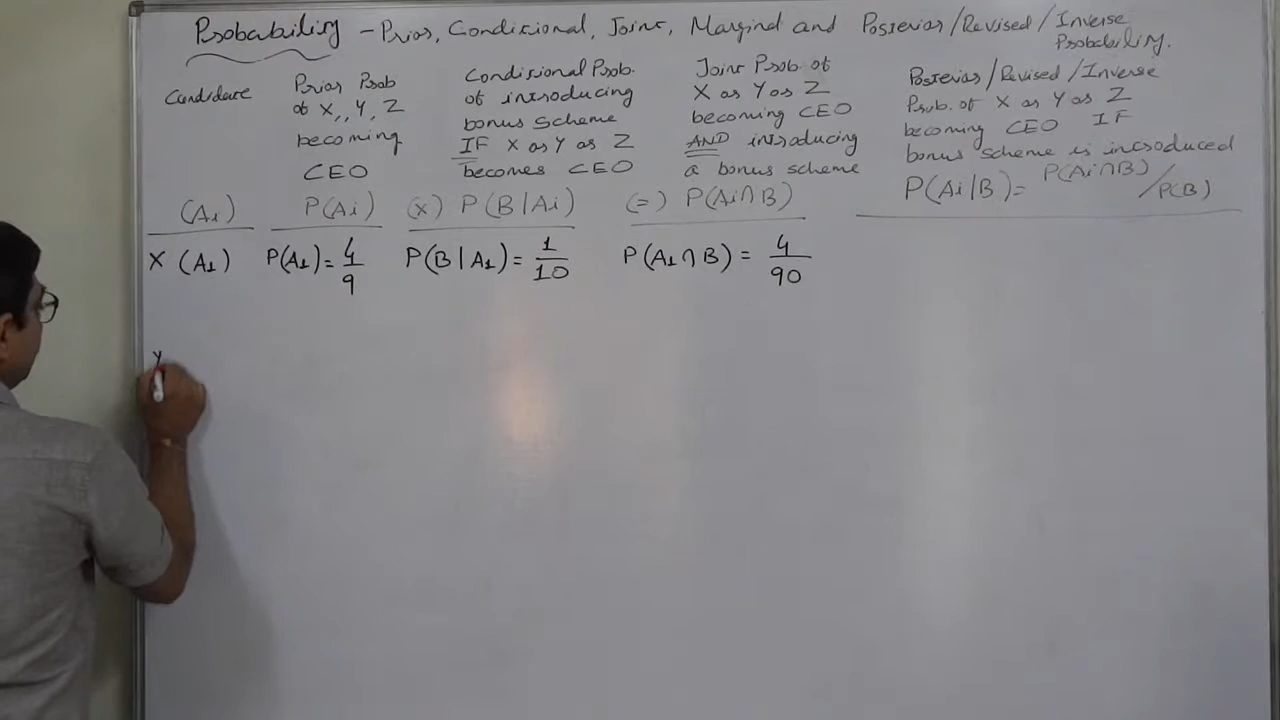 Probability - Prior, Conditional, Joint, Marginal and Posterior/Revised/Inverse
Probability.
Candidate
Prior Prob
of X,, Y, Z
becoming
CEO
Conditional Prob.
of introducing
bonus scheme
IF X or Y or Z
becomes CEO
Joint Prob. of
X or Y or Z
becoming CEO
AND introducing
a bonus scheme
Posterior/Revised/Inverse
Prob. of X or Y or Z
becoming CEO IF
bonus scheme is introduced
(Ai) P(Ai) (x) P(B|Ai) (=) P(Ai∩B) P(Ai|B)= P(Ai∩B)/P(B)
X (A1) P(A1)= 4/9 P(B|A1)= 1/10 P(A1∩B)= 4/90
Y